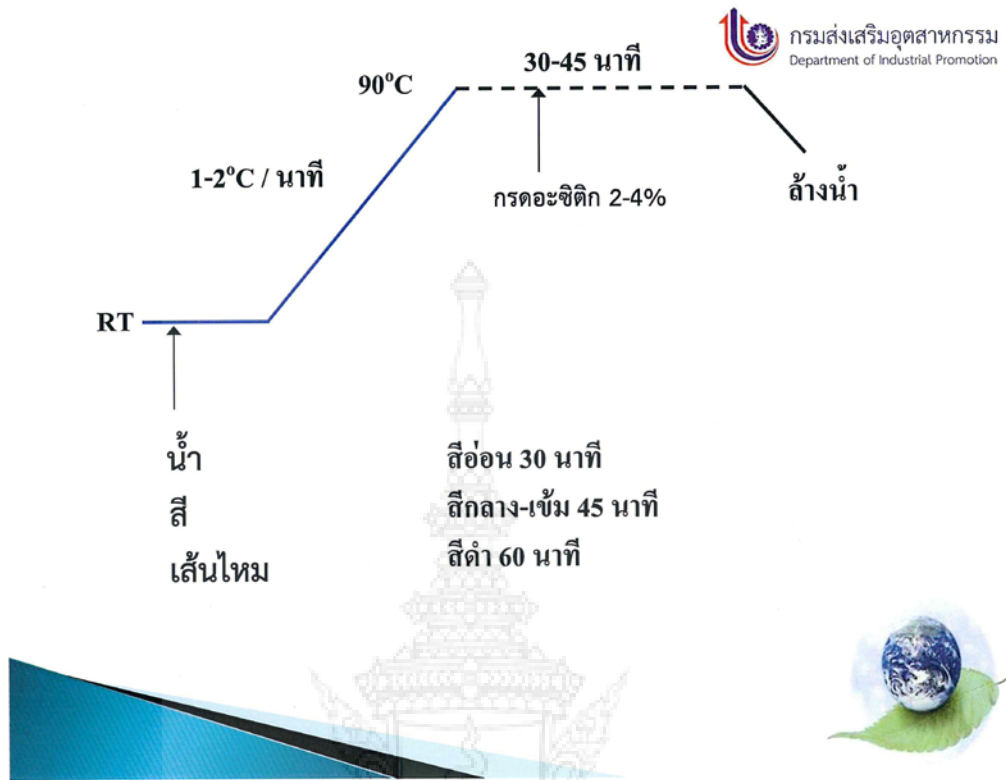 กรมส่งเสริมอุตสาหกรรม
Department of Industrial Promotion
30-45 นาที
90°C
1-2°C / นาที
กรดอะซิติก 2-4%
ล้างน้ำ
RT
น้ำ
สี
เส้นไหม
สีอ่อน 30 นาที
สีกลาง-เข้ม 45 นาที
สีดำ 60 นาที